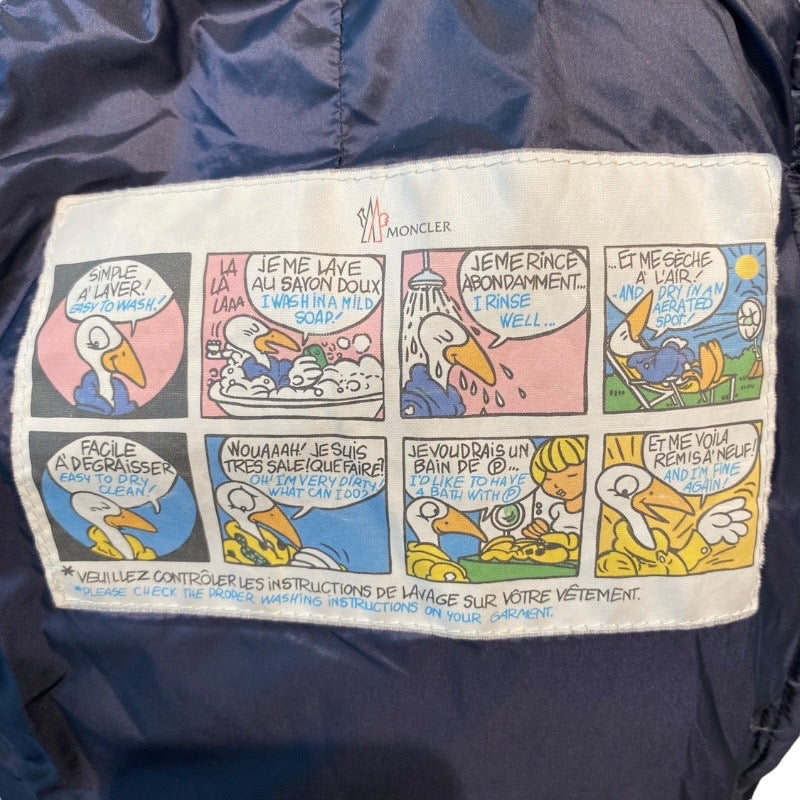 MONCLER
SIMPLE
A' LAVER!
EASY TO WASH!
LA
LA
LAAA
JE ME LAVE
AU SAVON DOUX
I WASH IN A MILD
SOAP!
JE ME RINCE
ABONDAMMENT...
I RINSE
WELL...
...ET ME SÈCHE
A' L'AIR!
-AND DRY IN AN
AERATED
SPOT!
FACILE
A' DEGRAISSER
EASY TO DRY
CLEAN!
WOUAAAH! JE SUIS
TRES SALE! QUE FAIRE?
OH! I'M VERY DIRTY!
WHAT CAN I DO?
JE VOUDRAIS UN
BAIN DE Ⓟ...
I'D LIKE TO HAVE
A BATH WITH Ⓟ
ET ME VOILA
REMIS A' NEUF!
AND I'M FINE
AGAIN!
* VEUILLEZ CONTRÔLER LES INSTRUCTIONS DE LAVAGE SUR VÔTRE VÊTEMENT.
*PLEASE CHECK THE PROPER WASHING INSTRUCTIONS ON YOUR GARMENT.